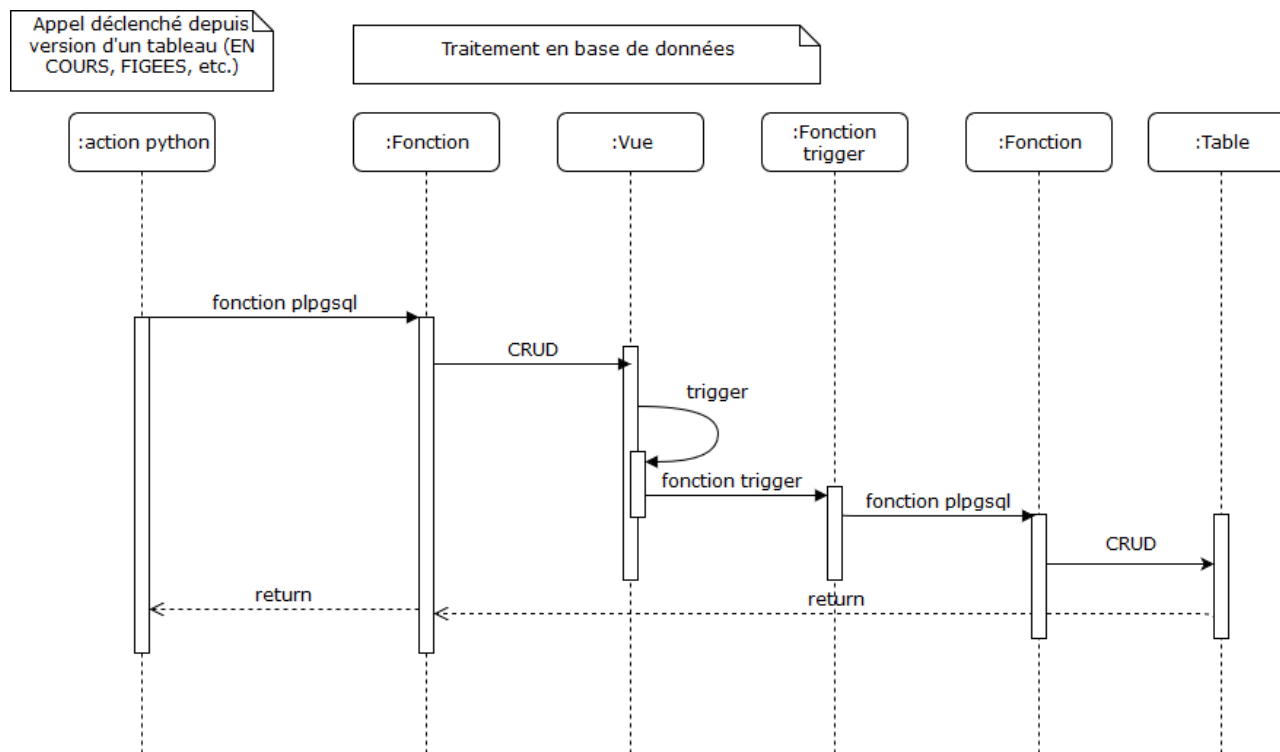 Appel déclenché depuis
version d'un tableau (EN
COURS, FIGEES, etc.)
Traitement en base de données
:action python
:Fonction
:Vue
:Fonction
trigger
:Fonction
:Table
fonction plpgsql
CRUD
trigger
fonction trigger
fonction plpgsql
CRUD
return
return